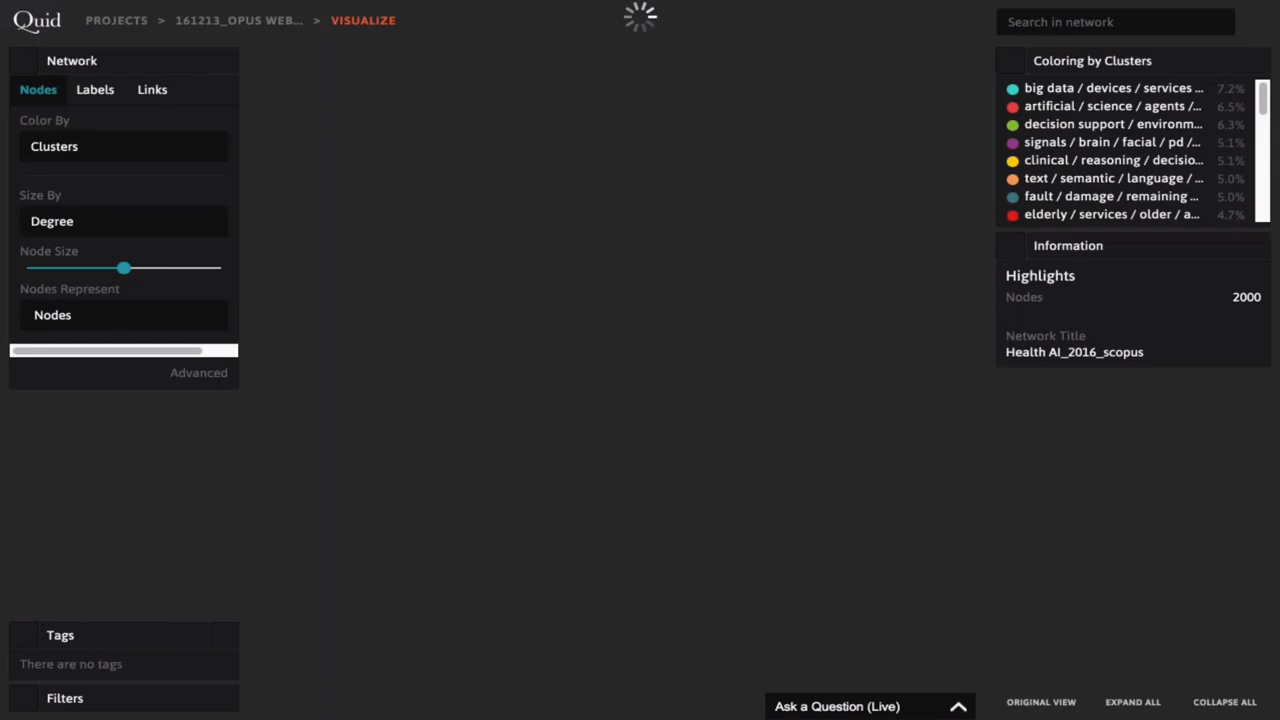 Quid
PROJECTS > 161213_OPUS WEB... > VISUALIZE
Search in network
Network
Nodes Labels Links
Color By
Clusters
Size By
Degree
Node Size
Nodes Represent
Nodes
Advanced
Tags
There are no tags
Filters
Coloring by Clusters
big data / devices / services ... 7.2%
artificial / science / agents /... 6.5%
decision support / environm... 6.3%
signals / brain / facial / pd /... 5.1%
clinical / reasoning / decisio... 5.1%
text / semantic / language / ... 5.0%
fault / damage / remaining ... 5.0%
elderly / services / older / a... 4.7%
Information
Highlights
Nodes 2000
Network Title
Health AI_2016_scopus
Ask a Question (Live)
ORIGINAL VIEW EXPAND ALL COLLAPSE ALL